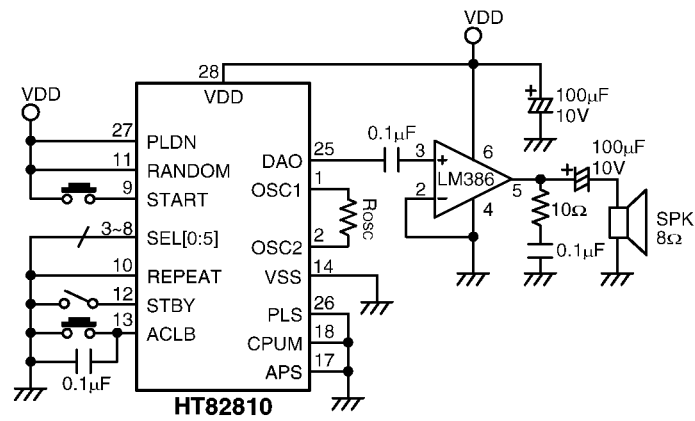 VDD
28
VDD
100μF
10V
VDD
27
PLDN
11
RANDOM
9
START
3~8
SEL[0:5]
10
REPEAT
12
STBY
13
ACLB
0.1μF
DAO
25
OSC1
1
ROSC
OSC2
2
VSS
14
PLS
26
CPUM
18
APS
17
HT82810
0.1μF
3
+
2
−
LM386
6
5
4
+
+
100μF
10V
10Ω
0.1μF
SPK
8Ω